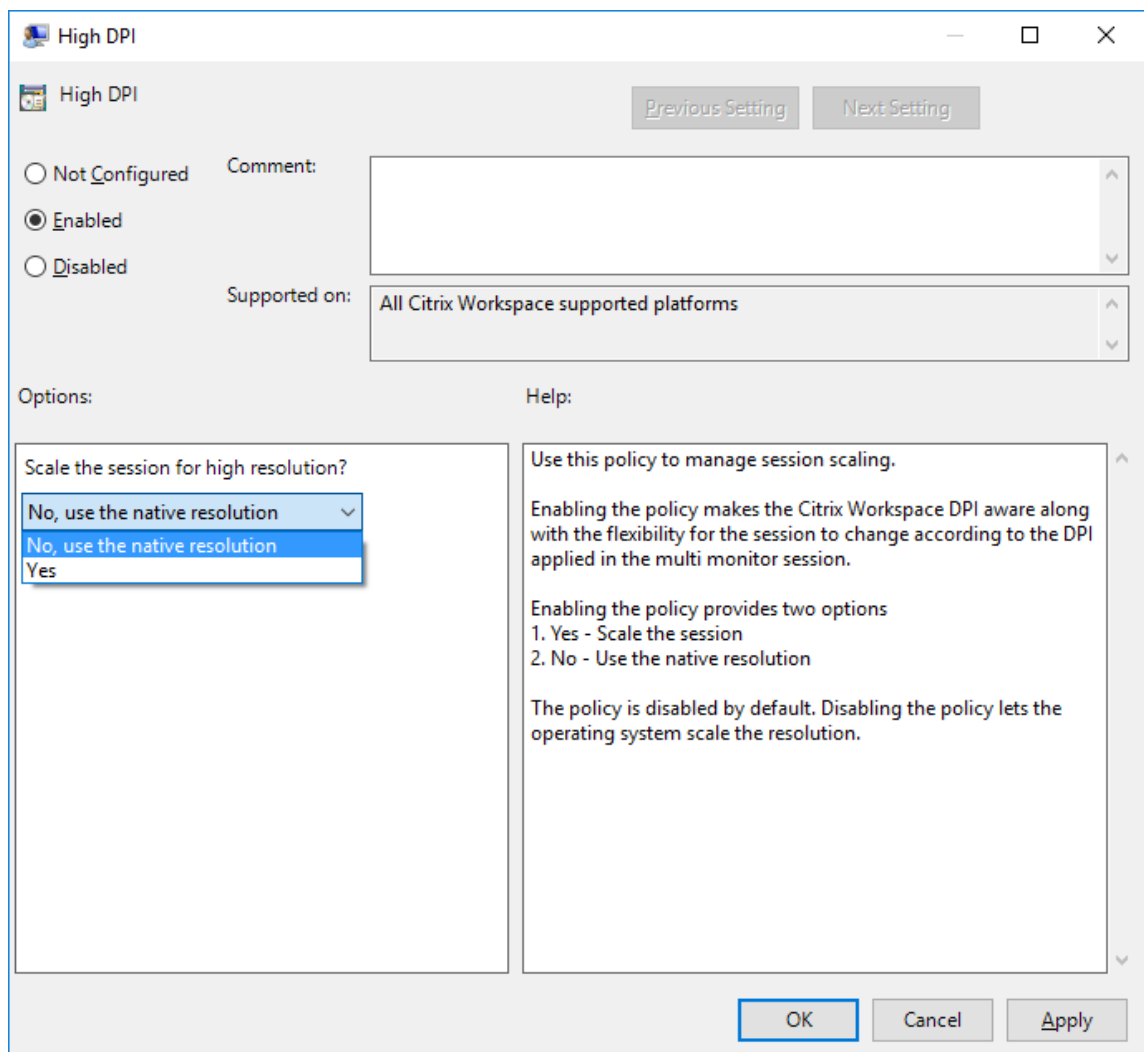 High DPI
High DPI
Previous Setting
Next Setting
Not Configured
Comment:
Enabled
Disabled
Supported on:
All Citrix Workspace supported platforms
Options:
Help:
Scale the session for high resolution?
No, use the native resolution
No, use the native resolution
Yes
Use this policy to manage session scaling.
Enabling the policy makes the Citrix Workspace DPI aware along
with the flexibility for the session to change according to the DPI
applied in the multi monitor session.
Enabling the policy provides two options
1. Yes - Scale the session
2. No - Use the native resolution
The policy is disabled by default. Disabling the policy lets the
operating system scale the resolution.
OK
Cancel
Apply